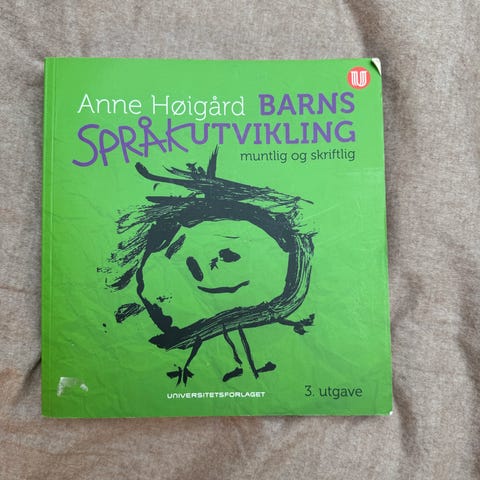 Anne Høigård BARNS
SPRÅKUTVIKLING
muntlig og skriftlig
3. utgave
UNIVERSITETSFORLAGET